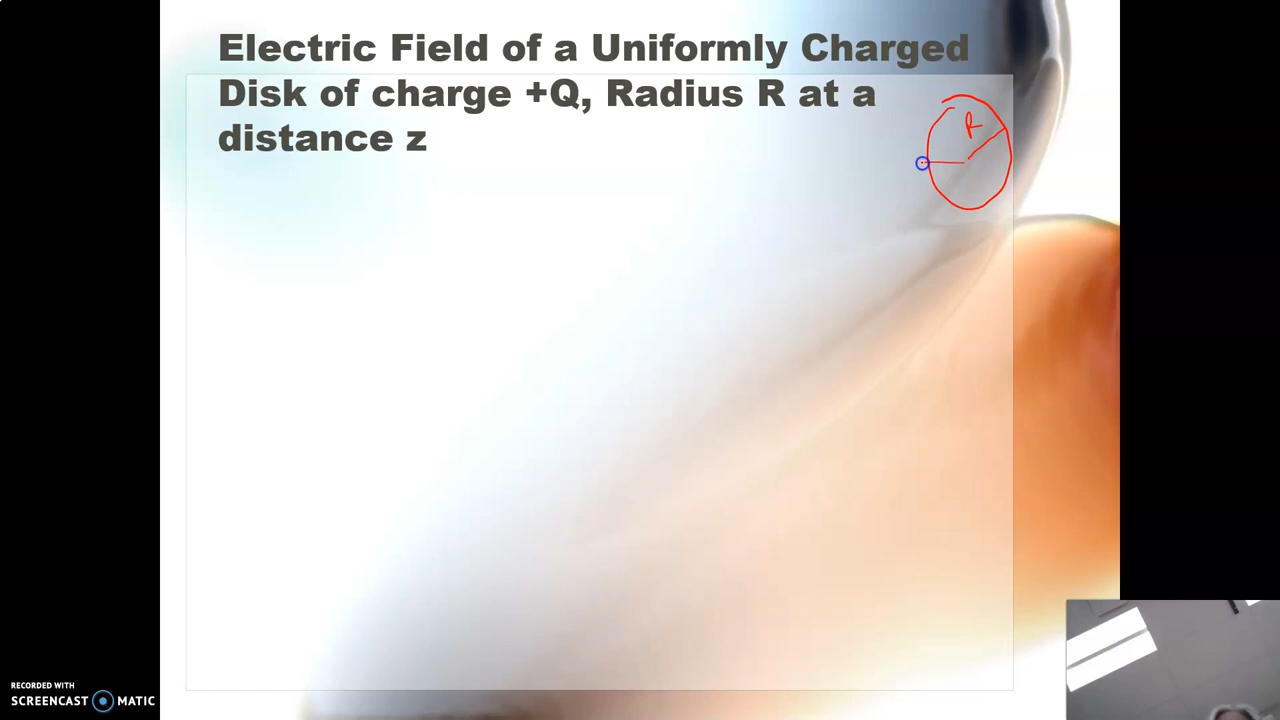 Electric Field of a Uniformly Charged
Disk of charge +Q, Radius R at a
distance z
R
RECORDED WITH
SCREENCAST MATIC